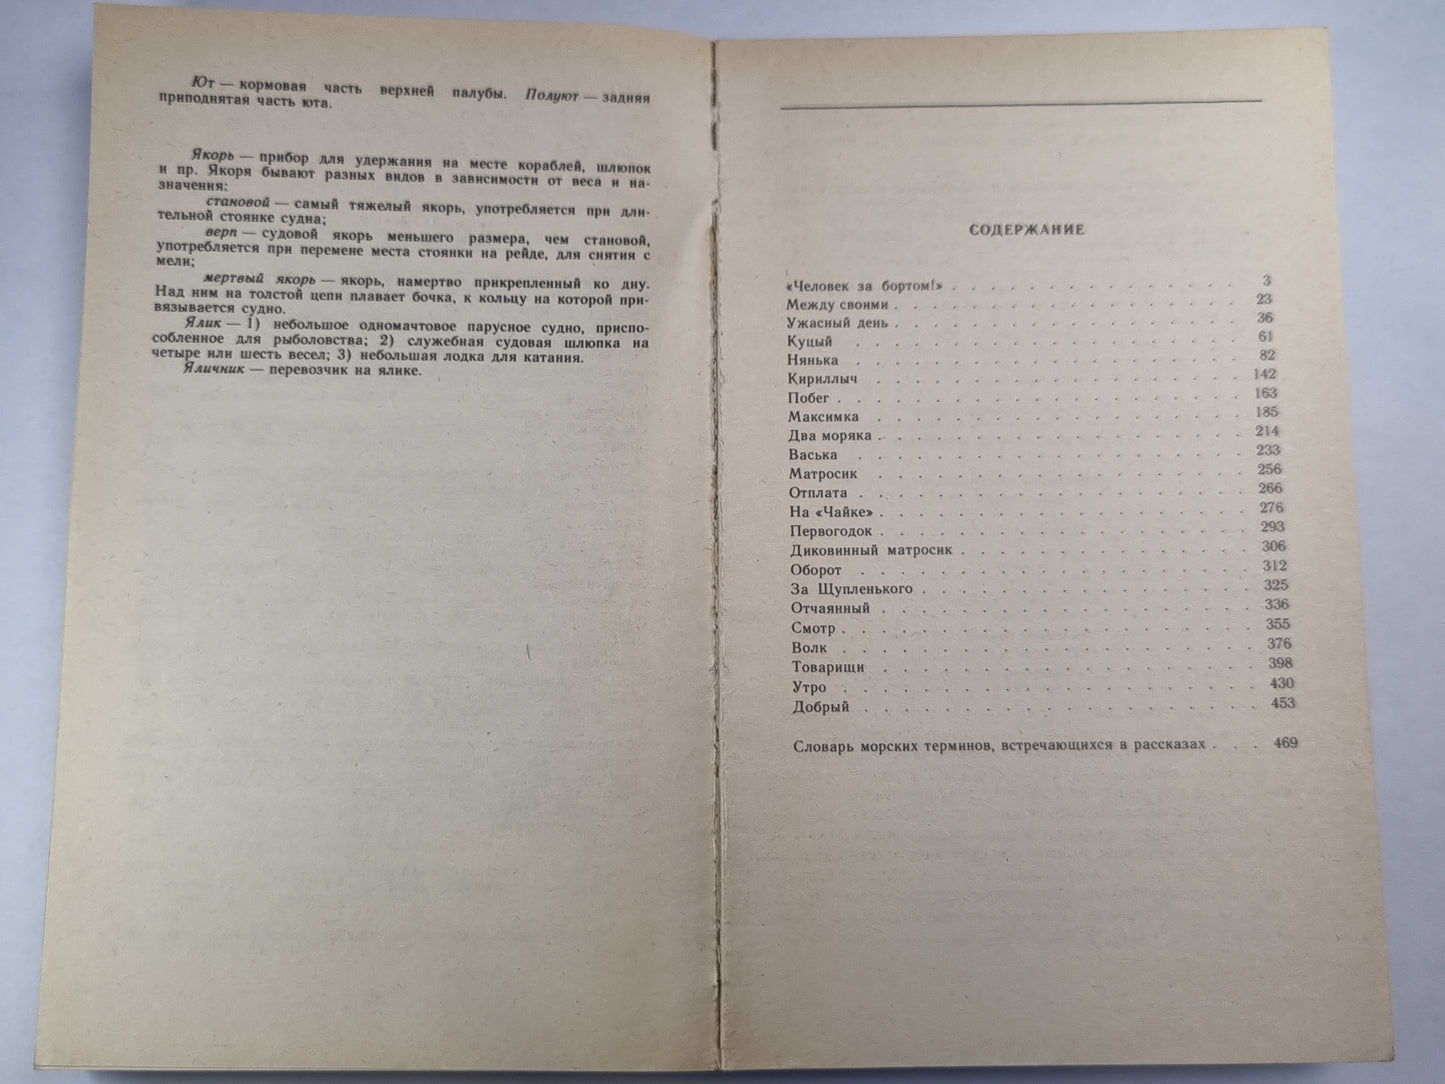 Ют — кормовая часть верхней палубы. Полуют — задняя
приподнятая часть юта.
Якорь — прибор для удержания на месте кораблей, шлюпок
и пр. Якоря бывают разных видов в зависимости от веса и на-
значения:
становой — самый тяжелый якорь, употребляется при дли-
тельной стоянке судна;
верп — судовой якорь меньшего размера, чем становой,
употребляется при перемене места стоянки на рейде, для снятия с
мели;
мертвый якорь — якорь, намертво прикрепленный ко дну.
Над ним на толстой цепи плавает бочка, к кольцу на которой при-
вязывается судно.
Ялик — 1) небольшое одномачтовое парусное судно, приспо-
собленное для рыболовства; 2) служебная судовая шлюпка на
четыре или шесть весел; 3) небольшая лодка для катания.
Яличник — перевозчик на ялике.
СОДЕРЖАНИЕ
«Человек за бортом!» . . . . . . . . . . . . 3
Между своими . . . . . . . . . . . . . . 23
Ужасный день . . . . . . . . . . . . . . 36
Куцый . . . . . . . . . . . . . . . 61
Нянька . . . . . . . . . . . . . . . 82
Кириллыч . . . . . . . . . . . . . . 142
Побег . . . . . . . . . . . . . . . . 163
Максимка . . . . . . . . . . . . . . 185
Два моряка . . . . . . . . . . . . . . 214
Васька . . . . . . . . . . . . . . . 233
Матросик . . . . . . . . . . . . . . 256
Отплата . . . . . . . . . . . . . . . 266
На «Чайке» . . . . . . . . . . . . . . 276
Первогодок . . . . . . . . . . . . . . 293
Диковинный матросик . . . . . . . . . . . 306
Оборот . . . . . . . . . . . . . . . 312
За Щупленького . . . . . . . . . . . . . 325
Отчаянный . . . . . . . . . . . . . . 336
Смотр . . . . . . . . . . . . . . . . 355
Волк . . . . . . . . . . . . . . . . 376
Товарищи . . . . . . . . . . . . . . 398
Утро . . . . . . . . . . . . . . . . 430
Добрый . . . . . . . . . . . . . . . 453
Словарь морских терминов, встречающихся в рассказах . . . 469